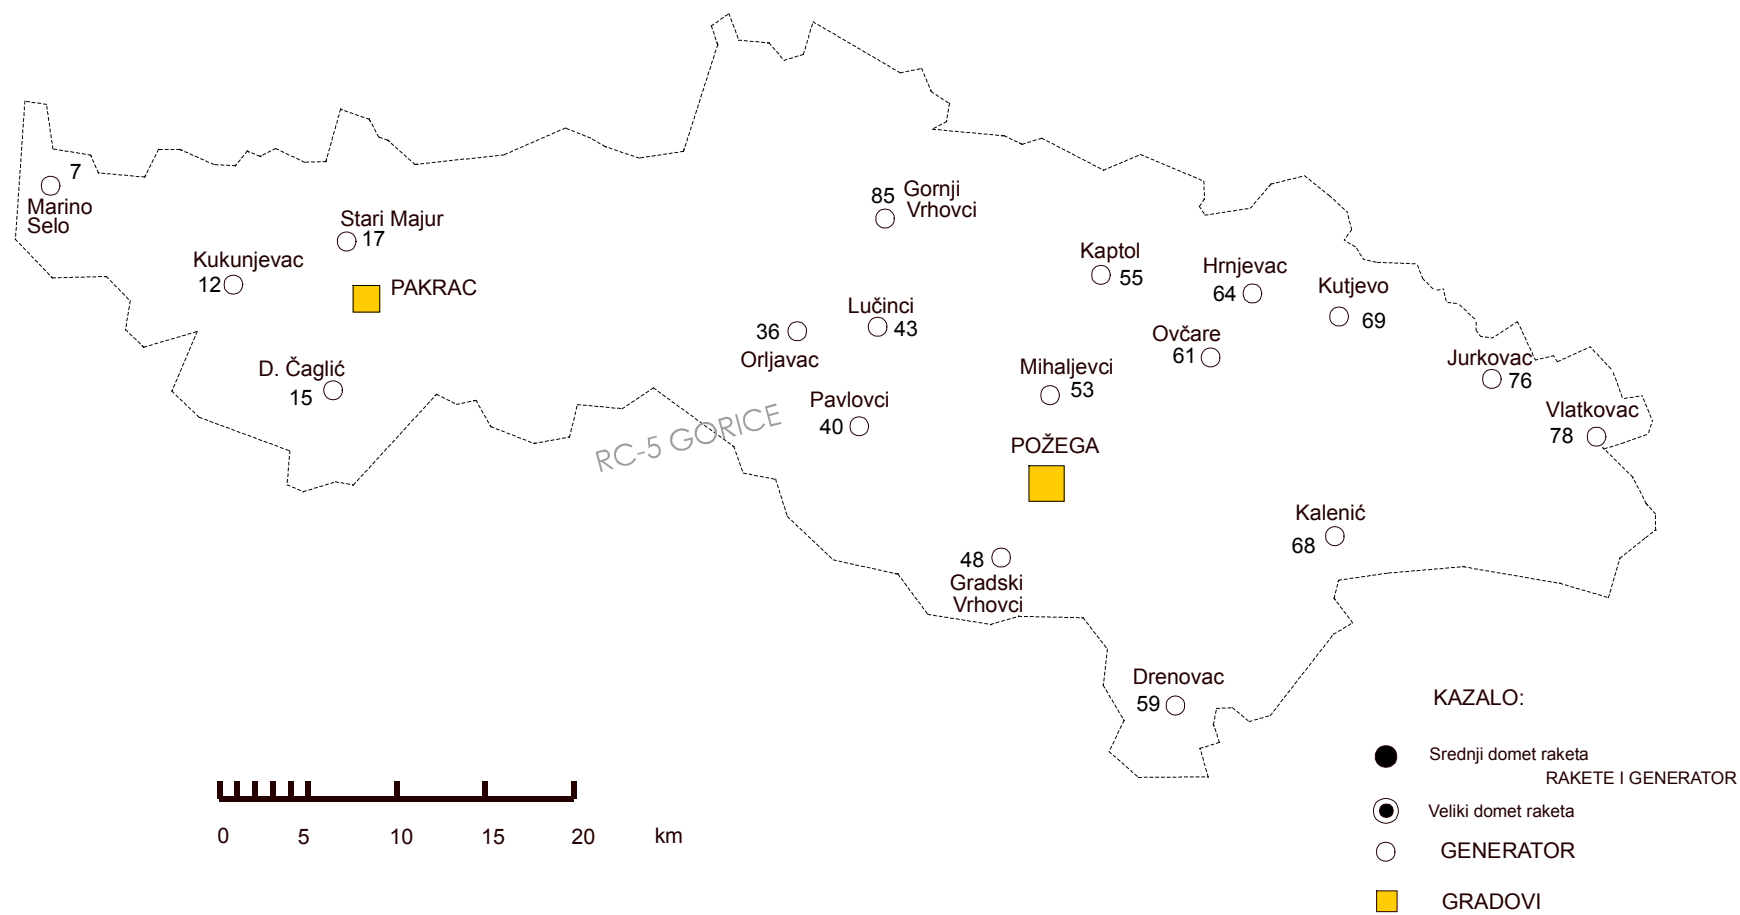 7
Marino
Selo
Stari Majur
17
Kukunjevac
12
PAKRAC
D. Čaglić
15
85
Gornji
Vrhovci
Kaptol
55
Hrnjevac
64
Kutjevo
69
Lučinci
43
36
Orljavac
Ovčare
61
Mihaljevci
53
Jurkovac
76
Pavlovci
40
Vlatkovac
78
RC-5 GORICE
POŽEGA
Kalenić
68
48
Gradski
Vrhovci
Drenovac
59
KAZALO:
Srednji domet raketa
RAKETE I GENERATOR
Veliki domet raketa
GENERATOR
GRADOVI
0 5 10 15 20 km